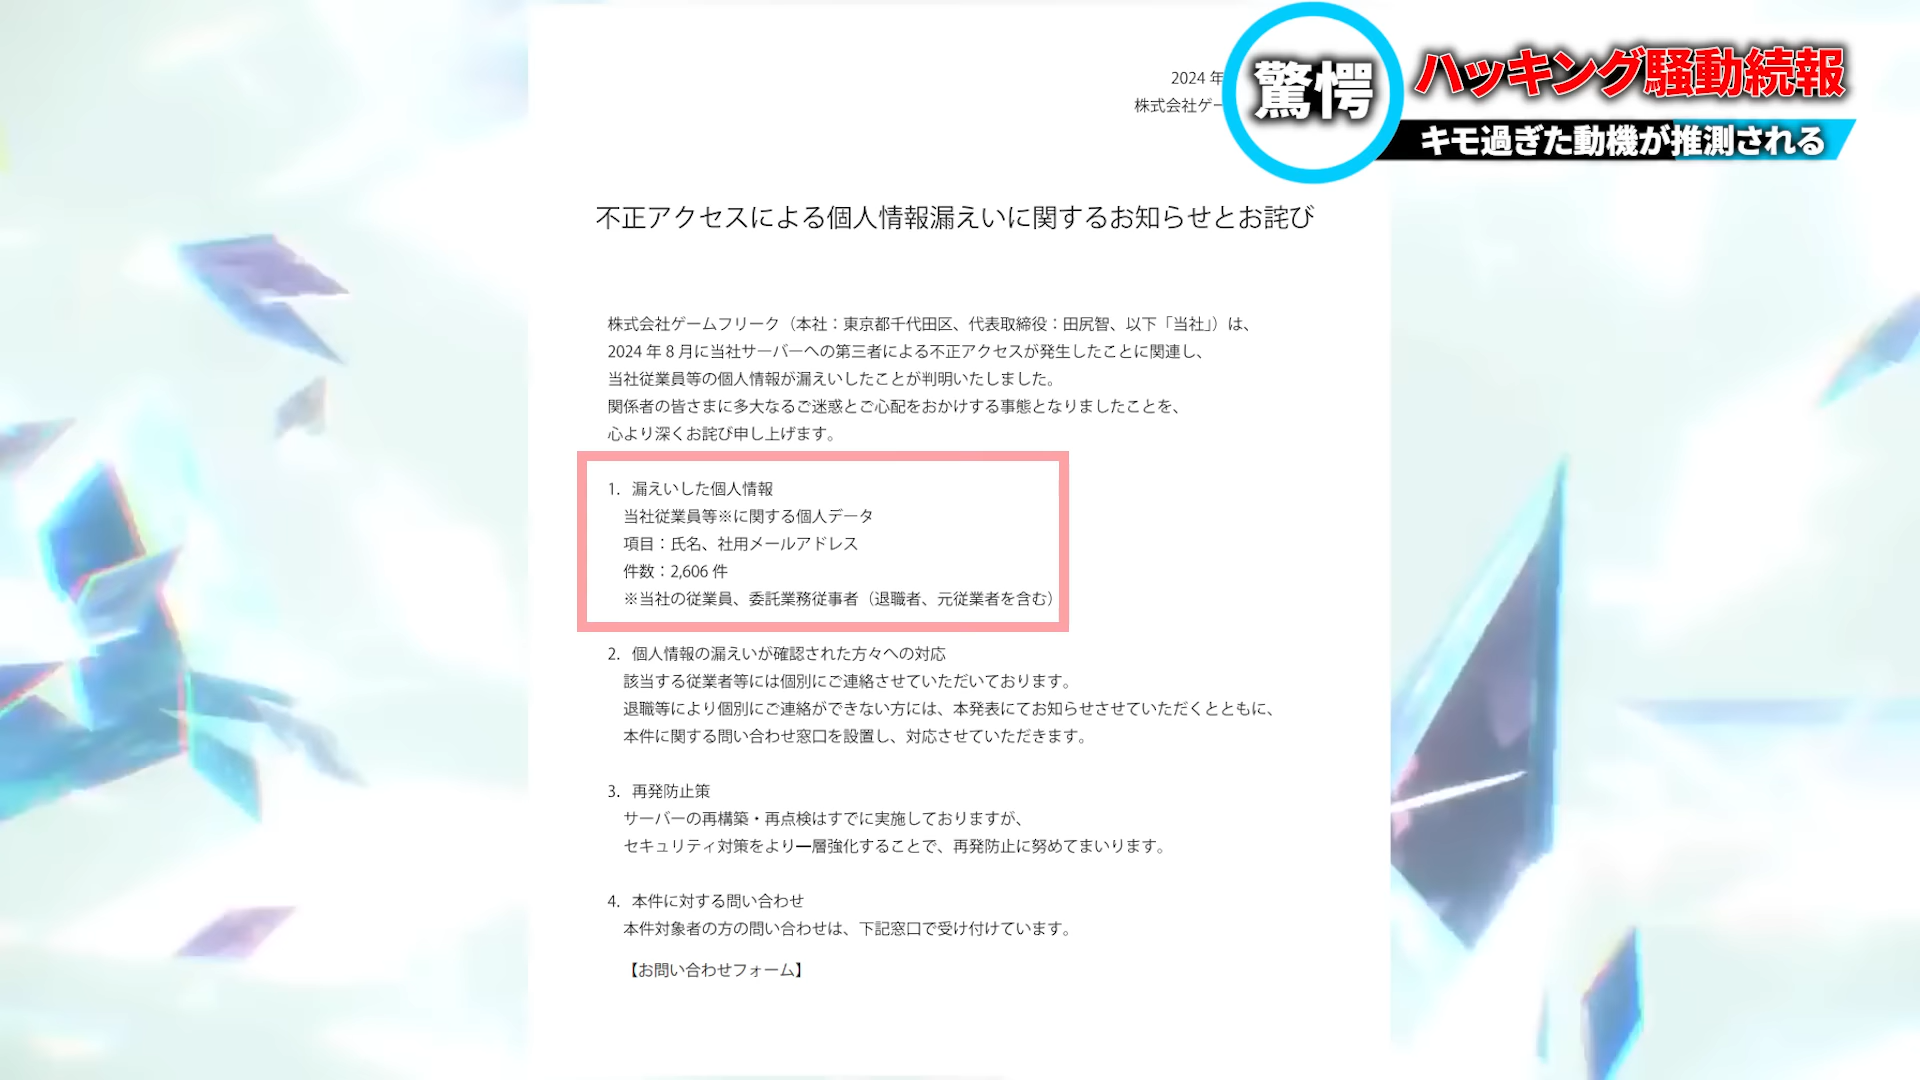 2024 年
株式会社ゲー
驚愕
ハッキング騒動続報
キモ過ぎた動機が推測される
不正アクセスによる個人情報漏えいに関するお知らせとお詫び
株式会社ゲームフリーク（本社：東京都千代田区、代表取締役：田尻智、以下「当社」）は、
2024 年 8 月に当社サーバーへの第三者による不正アクセスが発生したことに関連し、
当社従業員等の個人情報が漏えいしたことが判明いたしました。
関係者の皆さまに多大なるご迷惑とご心配をおかけする事態となりましたことを、
心より深くお詫び申し上げます。
1. 漏えいした個人情報
当社従業員等※に関する個人データ
項目：氏名、社用メールアドレス
件数：2,606 件
※当社の従業員、委託業務従事者（退職者、元従業者を含む）
2. 個人情報の漏えいが確認された方々への対応
該当する従業者等には個別にご連絡させていただいております。
退職等により個別にご連絡ができない方には、本発表にてお知らせさせていただくとともに、
本件に関する問い合わせ窓口を設置し、対応させていただきます。
3. 再発防止策
サーバーの再構築・再点検はすでに実施しておりますが、
セキュリティ対策をより一層強化することで、再発防止に努めてまいります。
4. 本件に対する問い合わせ
本件対象者の方の問い合わせは、下記窓口で受け付けています。
【お問い合わせフォーム】